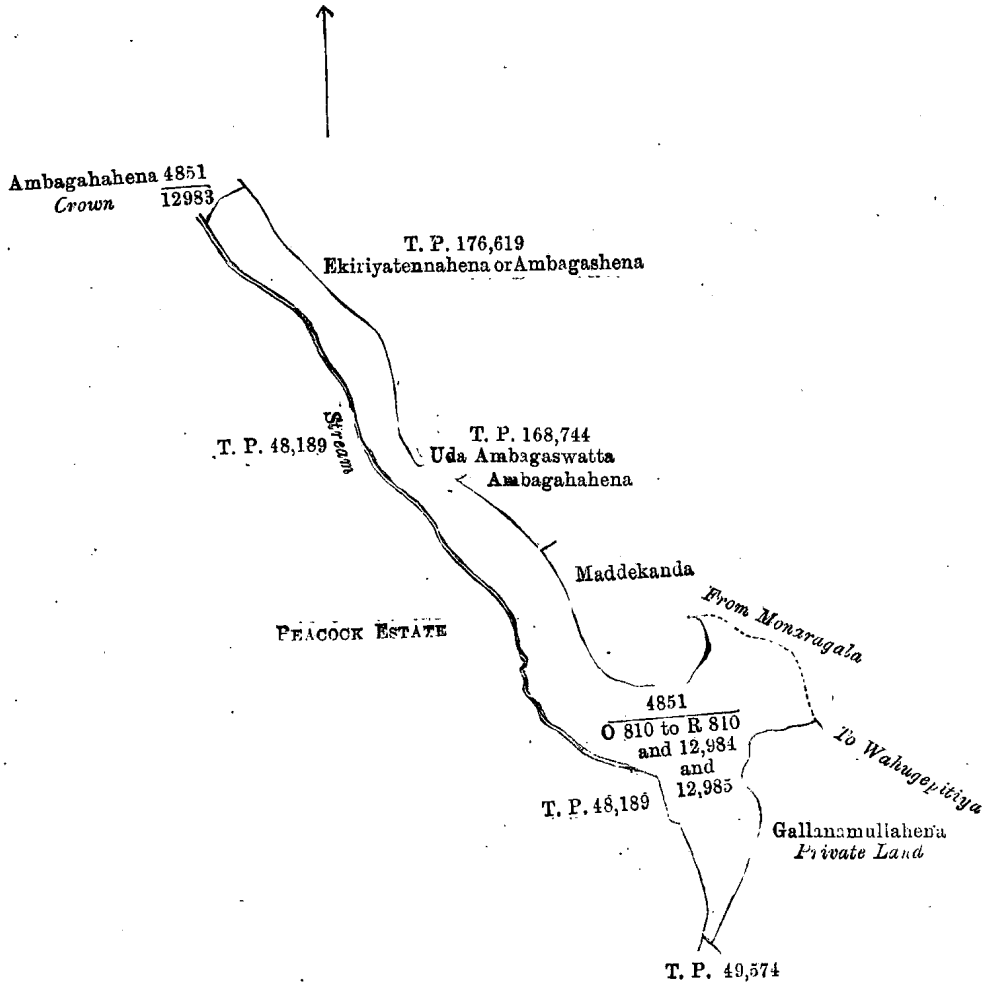 Ambagahahena 4851
Crown 12983
T. P. 176,619
Ekiriyatennahena or Ambagashena
T. P. 48,189
Stream
T. P. 168,744
Uda Ambagaswatta
Ambagahahena
Maddekanda
From Monaragala
PEACOCK ESTATE
4851
O 810 to R 810
and 12,984
and
12,985
To Wahugepitiya
T. P. 48,189
Gallanamullahena
Private Land
T. P. 49,574